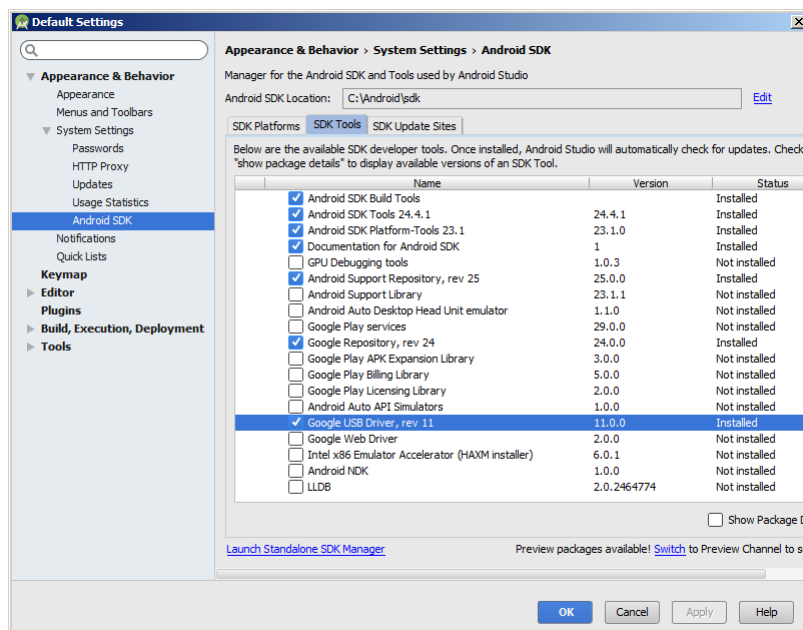 Default Settings
Appearance & Behavior › System Settings › Android SDK
Manager for the Android SDK and Tools used by Android Studio
Android SDK Location: C:\Android\sdk Edit
SDK Platforms SDK Tools SDK Update Sites
Below are the available SDK developer tools. Once installed, Android Studio will automatically check for updates. Check
"show package details" to display available versions of an SDK Tool.
Name Version Status
Android SDK Build Tools Installed
Android SDK Tools 24.4.1 24.4.1 Installed
Android SDK Platform-Tools 23.1 23.1.0 Installed
Documentation for Android SDK 1 Installed
GPU Debugging tools 1.0.3 Not installed
Android Support Repository, rev 25 25.0.0 Installed
Android Support Library 23.1.1 Not installed
Android Auto Desktop Head Unit emulator 1.1.0 Not installed
Google Play services 29.0.0 Not installed
Google Repository, rev 24 24.0.0 Installed
Google Play APK Expansion Library 3.0.0 Not installed
Google Play Billing Library 5.0.0 Not installed
Google Play Licensing Library 2.0.0 Not installed
Android Auto API Simulators 1.0.0 Not installed
Google USB Driver, rev 11 11.0.0 Installed
Google Web Driver 2.0.0 Not installed
Intel x86 Emulator Accelerator (HAXM installer) 6.0.1 Not installed
Android NDK 1.0.0 Not installed
LLDB 2.0.2464774 Not installed
Show Package D
Launch Standalone SDK Manager Preview packages available! Switch to Preview Channel to s
Appearance & Behavior
Appearance
Menus and Toolbars
System Settings
Passwords
HTTP Proxy
Updates
Usage Statistics
Android SDK
Notifications
Quick Lists
Keymap
Editor
Plugins
Build, Execution, Deployment
Tools
OK Cancel Apply Help